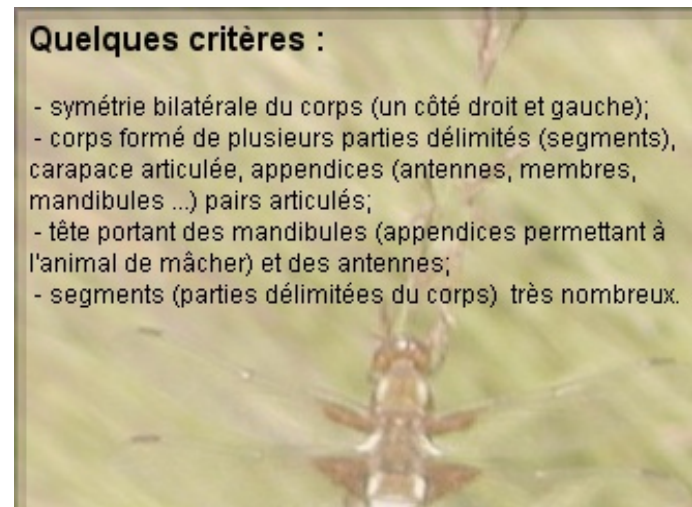 Quelques critères :
- symétrie bilatérale du corps (un côté droit et gauche);
- corps formé de plusieurs parties délimités (segments),
carapace articulée, appendices (antennes, membres,
mandibules ...) pairs articulés;
- tête portant des mandibules (appendices permettant à
l'animal de mâcher) et des antennes;
- segments (parties délimitées du corps)  très nombreux.